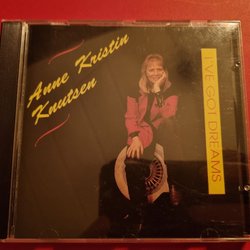 Anne Kristin
Knutsen
I'VE GOT DREAMS